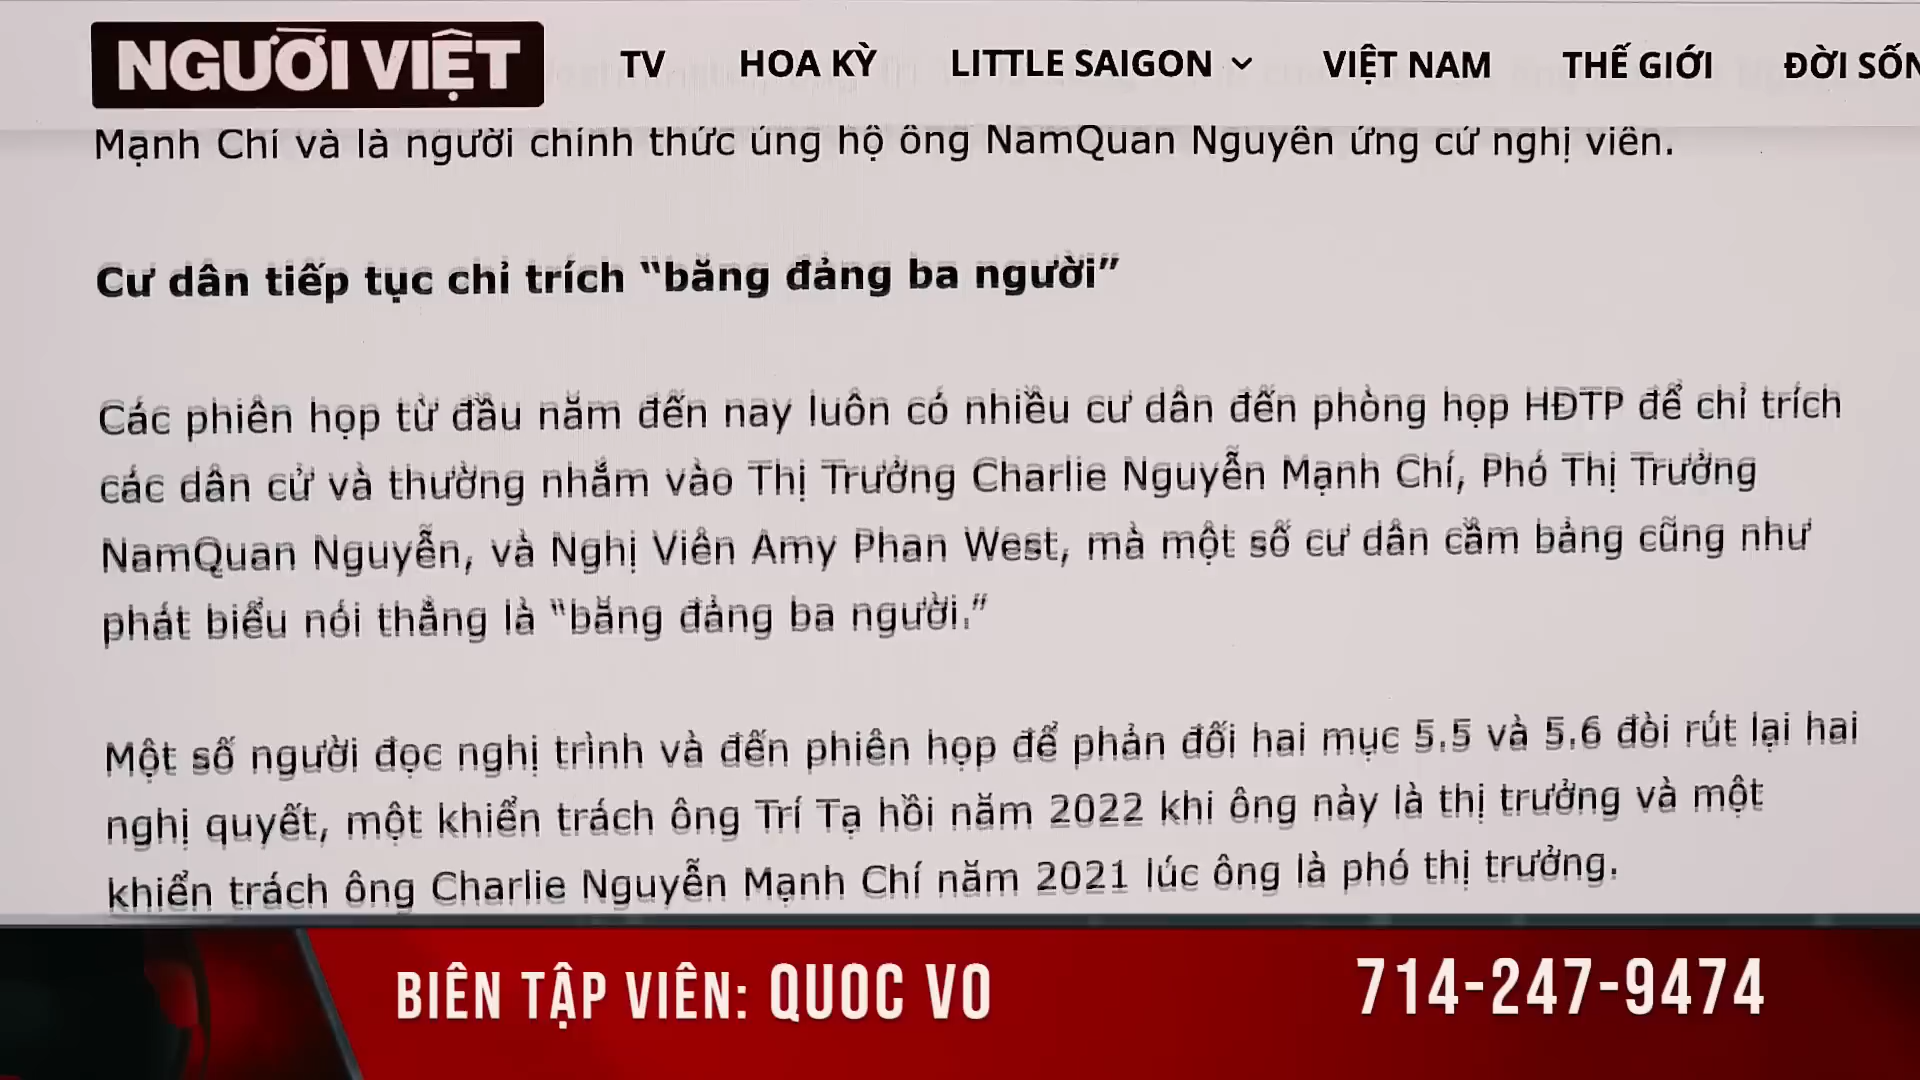 NGƯỜI VIỆT TV HOA KỲ LITTLE SAIGON VIỆT NAM THẾ GIỚI ĐỜI SỐN
Mạnh Chí và là người chính thức ủng hộ ông NamQuan Nguyên ứng cử nghị viên.
Cư dân tiếp tục chỉ trích “băng đảng ba người”
Các phiên họp từ đầu năm đến nay luôn có nhiều cư dân đến phòng họp HĐTP để chỉ trích
các dân cử và thường nhắm vào Thị Trưởng Charlie Nguyễn Mạnh Chí, Phó Thị Trưởng
NamQuan Nguyễn, và Nghị Viên Amy Phan West, mà một số cư dân cầm bảng cũng như
phát biểu nói thẳng là “băng đảng ba người.”
Một số người đọc nghị trình và đến phiên họp để phản đối hai mục 5.5 và 5.6 đòi rút lại hai
nghị quyết, một khiển trách ông Trí Tạ hồi năm 2022 khi ông này là thị trưởng và một
khiển trách ông Charlie Nguyễn Mạnh Chí năm 2021 lúc ông là phó thị trưởng.
BIÊN TẬP VIÊN: QUOC VO
714-247-9474